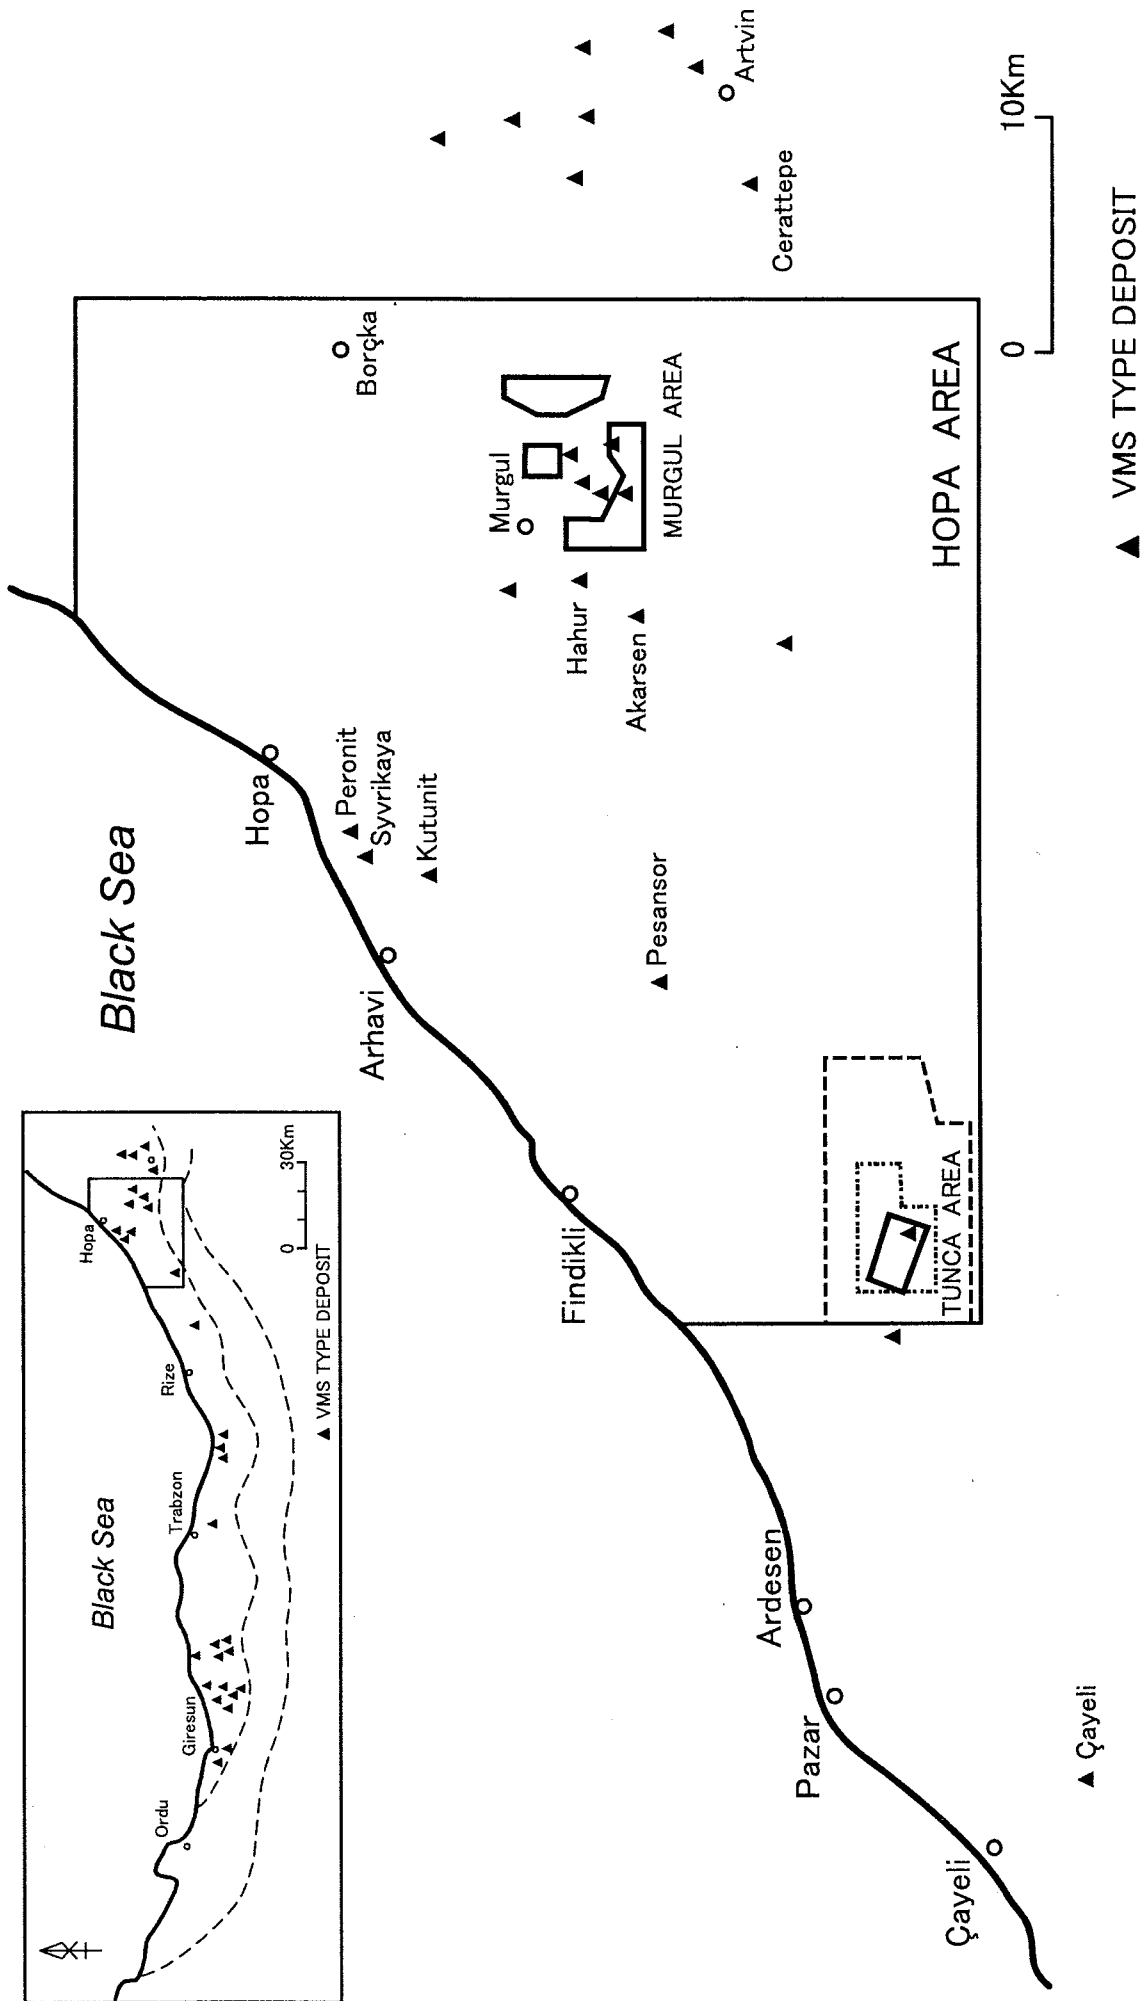 Black Sea
Ordu
Giresun
Trabzon
Rize
Hopa
0 30Km
▲ VMS TYPE DEPOSIT
Black Sea
Hopa
Arhavi
Findikli
Ardesen
Pazar
Çayeli
Çayeli
Peronit
Syvrikaya
Kutunit
Pesansor
Borçka
Murgul
MURGUL AREA
Hahur
Akarsen
TUNCA AREA
HOPA AREA
Artvin
Cerattepe
0 10Km
▲ VMS TYPE DEPOSIT